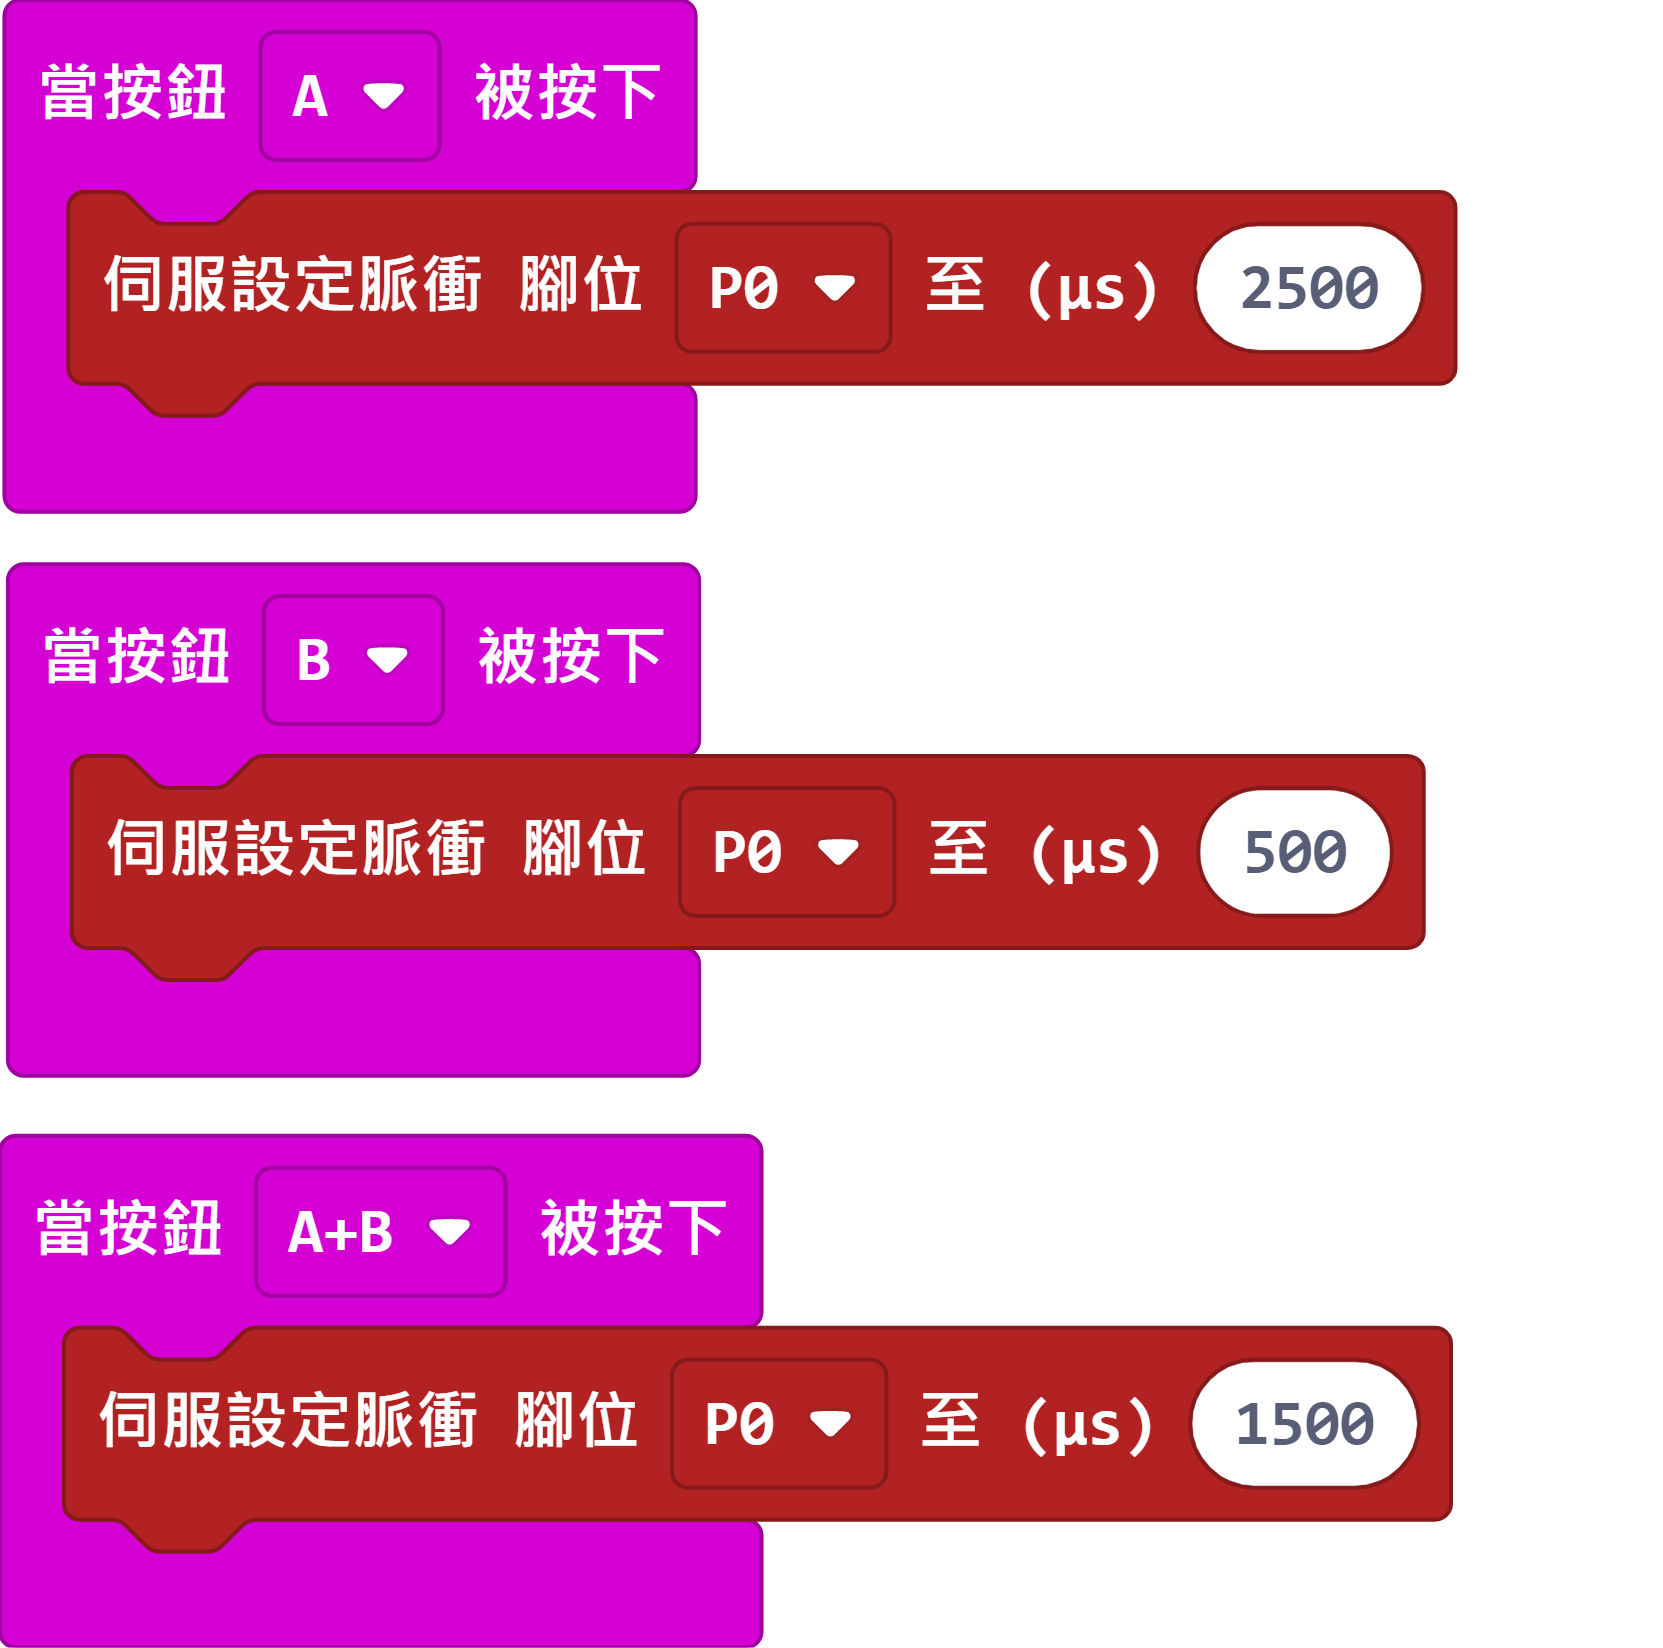 當按鈕 A 被按下
伺服設定脈衝 腳位 P0 至 (µs) 2500
當按鈕 B 被按下
伺服設定脈衝 腳位 P0 至 (µs) 500
當按鈕 A+B 被按下
伺服設定脈衝 腳位 P0 至 (µs) 1500